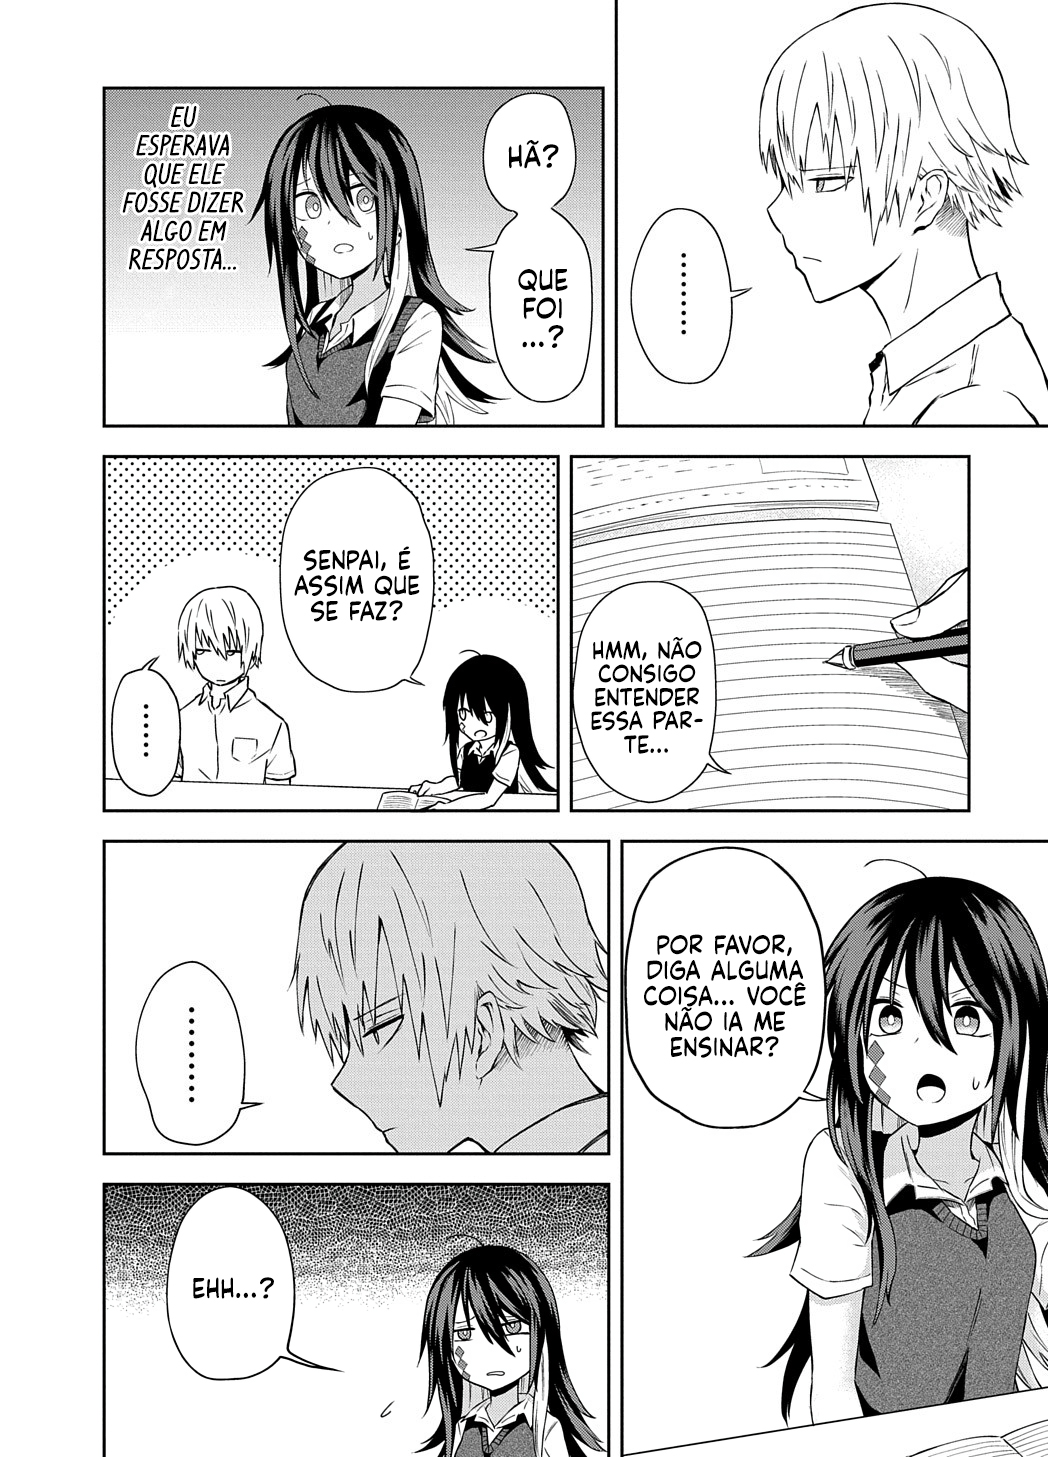 .........
HÃ?
QUE
FOI
...?
EU
ESPERAVA
QUE ELE
FOSSE DIZER
ALGO EM
RESPOSTA...
HMM, NÃO
CONSIGO
ENTENDER
ESSA PAR-
TE...
SENPAI, É
ASSIM QUE
SE FAZ?
......
POR FAVOR,
DIGA ALGUMA
COISA... VOCÊ
NÃO IA ME
ENSINAR?
.........
EHH...?